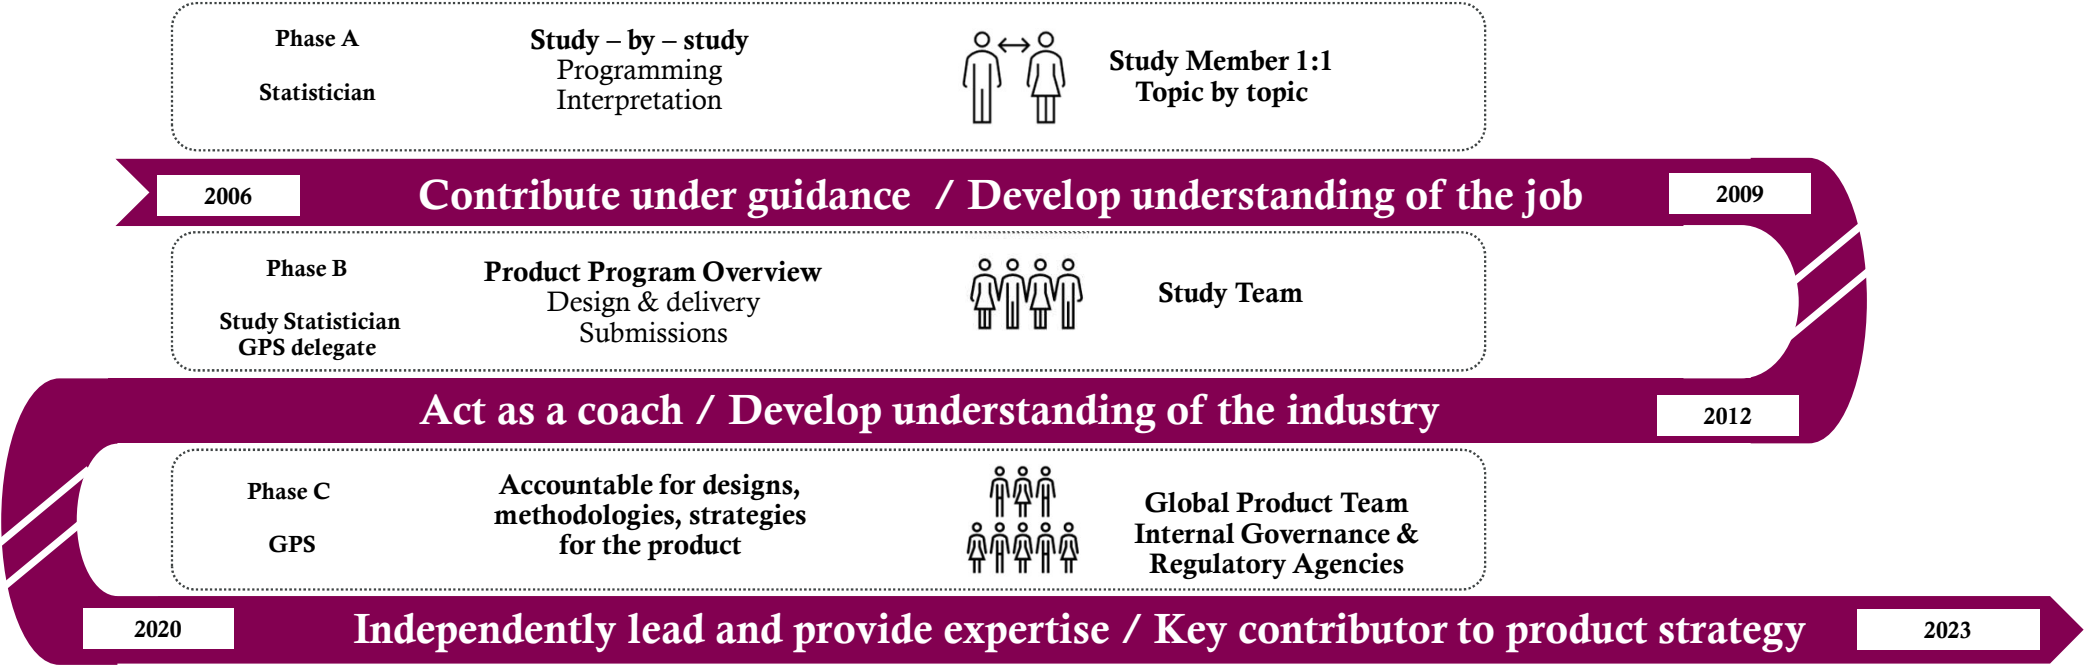 Phase A
Statistician
Study – by – study
Programming
Interpretation
Study Member 1:1
Topic by topic
2006
Contribute under guidance / Develop understanding of the job
2009
Phase B
Study Statistician
GPS delegate
Product Program Overview
Design & delivery
Submissions
Study Team
Act as a coach / Develop understanding of the industry
2012
Phase C
GPS
Accountable for designs,
methodologies, strategies
for the product
Global Product Team
Internal Governance &
Regulatory Agencies
2020
Independently lead and provide expertise / Key contributor to product strategy
2023